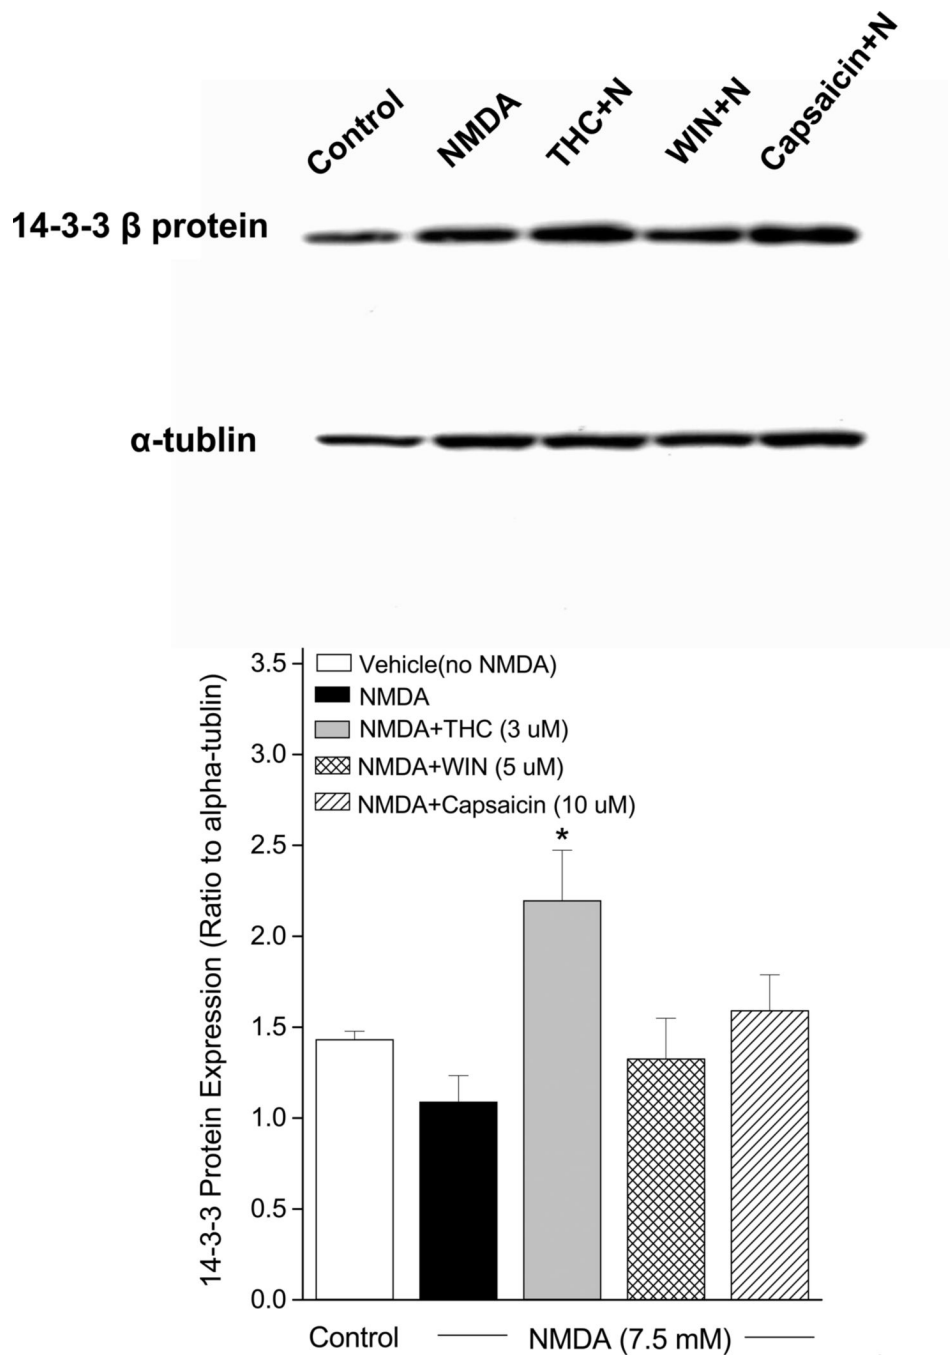 Control NMDA THC+N WIN+N Capsaicin+N
14-3-3 β protein
α-tublin
14-3-3 Protein Expression (Ratio to alpha-tublin)
3.5
3.0
2.5
2.0
1.5
1.0
0.5
0.0
Vehicle(no NMDA)
NMDA
NMDA+THC (3 uM)
NMDA+WIN (5 uM)
NMDA+Capsaicin (10 uM)
*
Control NMDA (7.5 mM)